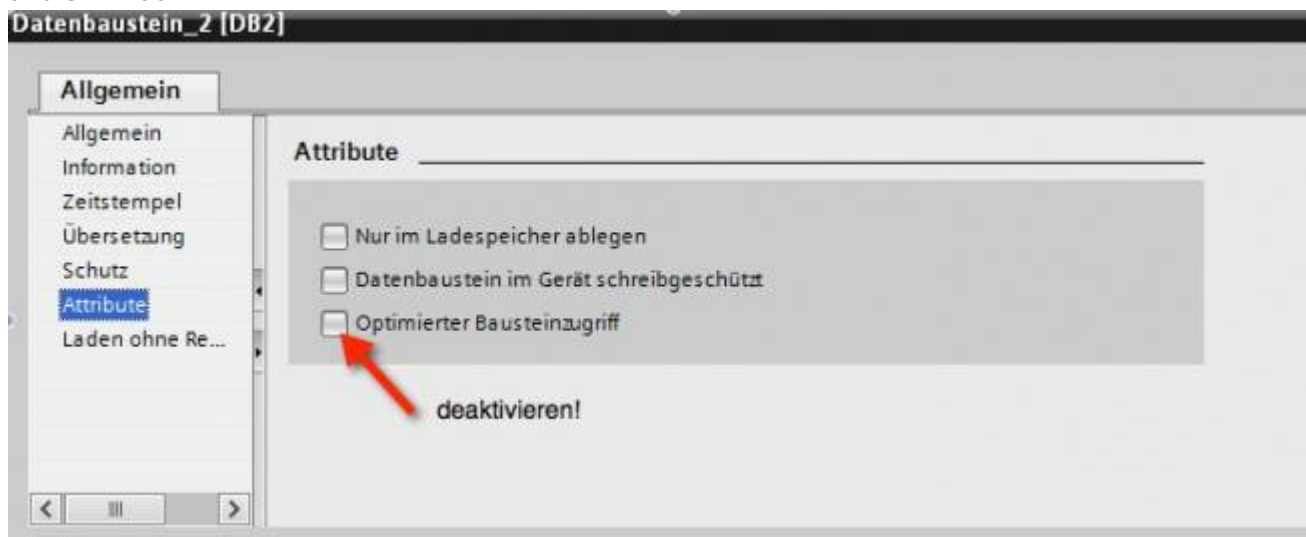 Datenbaustein_2 [DB2]
Allgemein
Allgemein
Information
Zeitstempel
Übersetzung
Schutz
Attribute
Laden ohne Re...
Attribute
Nur im Ladespeicher ablegen
Datenbaustein im Gerät schreibgeschützt
Optimierter Bausteinzugriff
deaktivieren!